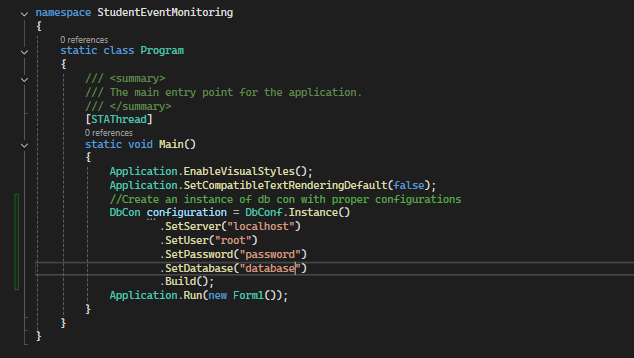 namespace StudentEventMonitoring
{
0 references
static class Program
{
/// <summary>
/// The main entry point for the application.
/// </summary>
[STAThread]
0 references
static void Main()
{
Application.EnableVisualStyles();
Application.SetCompatibleTextRenderingDefault(false);
//Create an instance of db con with proper configurations
DbCon configuration = DbConf.Instance()
.SetServer("localhost")
.SetUser("root")
.SetPassword("password")
.SetDatabase("database")
.Build();
Application.Run(new Form1());
}
}
}